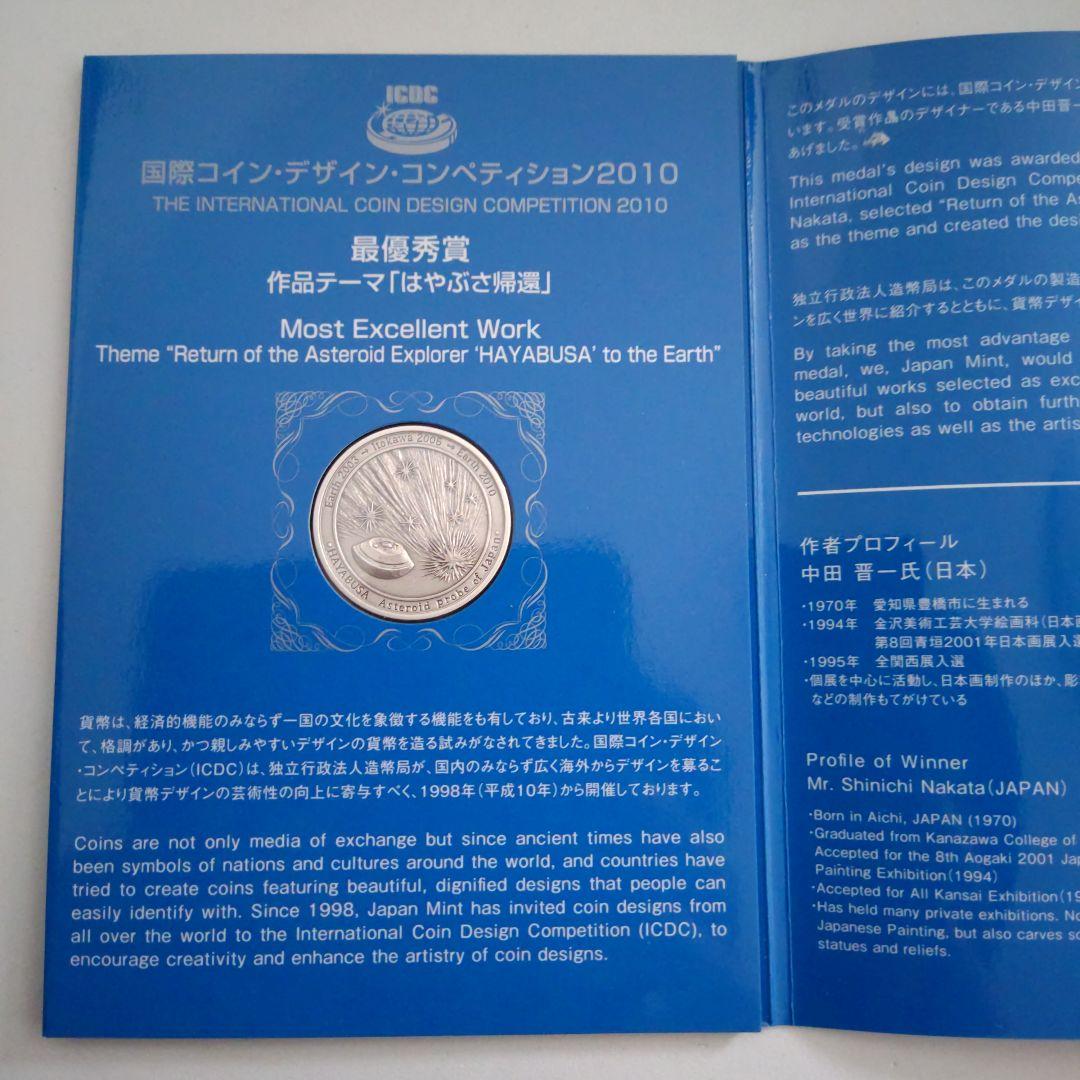 ICDC
国際コイン・デザイン・コンペティション2010
THE INTERNATIONAL COIN DESIGN COMPETITION 2010
最優秀賞
作品テーマ「はやぶさ帰還」
Most Excellent Work
Theme “Return of the Asteroid Explorer ‘HAYABUSA’ to the Earth”
Earth 2003 → Itokawa 2005 → Earth 2010
・HAYABUSA Asteroid probe of Japan・
貨幣は、経済的機能のみならず一国の文化を象徴する機能をも有しており、古来より世界各国におい
て、格調があり、かつ親しみやすいデザインの貨幣を造る試みがなされてきました。国際コイン・デザイン
・コンペティション（ICDC）は、独立行政法人造幣局が、国内のみならず広く海外からデザインを募るこ
とにより貨幣デザインの芸術性の向上に寄与すべく、1998年（平成10年）から開催しております。
Coins are not only media of exchange but since ancient times have also
been symbols of nations and cultures around the world, and countries have
tried to create coins featuring beautiful, dignified designs that people can
easily identify with. Since 1998, Japan Mint has invited coin designs from
all over the world to the International Coin Design Competition (ICDC), to
encourage creativity and enhance the artistry of coin designs.
このメダルのデザインには、国際コイン・デザイン
います。受賞作品のデザイナーである中田晋一
あげました。
This medal’s design was awarded
International Coin Design Compe
Nakata, selected “Return of the As
as the theme and created the des
独立行政法人造幣局は、このメダルの製造
ンを広く世界に紹介するとともに、貨幣デザイ
By taking the most advantage
medal, we, Japan Mint, would
beautiful works selected as exc
world, but also to obtain furth
technologies as well as the artis
作者プロフィール
中田 晋一氏（日本）
・1970年 愛知県豊橋市に生まれる
・1994年 金沢美術工芸大学絵画科（日本画
第8回青垣2001年日本画展入選
・1995年 全関西展入選
・個展を中心に活動し、日本画制作のほか、彫
などの制作もてがけている
Profile of Winner
Mr. Shinichi Nakata (JAPAN)
・Born in Aichi, JAPAN (1970)
・Graduated from Kanazawa College of
Accepted for the 8th Aogaki 2001 Jap
Painting Exhibition (1994)
・Accepted for All Kansai Exhibition (19
・Has held many private exhibitions. No
Japanese Painting, but also carves sc
statues and reliefs.